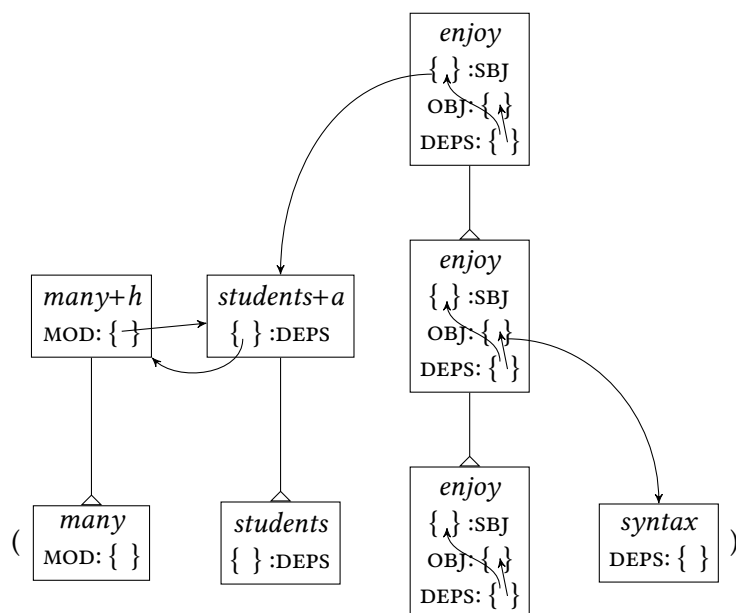 enjoy
{ } :SBJ
OBJ: { }
DEPS: { }
enjoy
{ } :SBJ
OBJ: { }
DEPS: { }
many+h
MOD: { }
students+a
{ } :DEPS
enjoy
{ } :SBJ
OBJ: { }
DEPS: { }
(
many
MOD: { }
students
{ } :DEPS
syntax
DEPS: { }
)